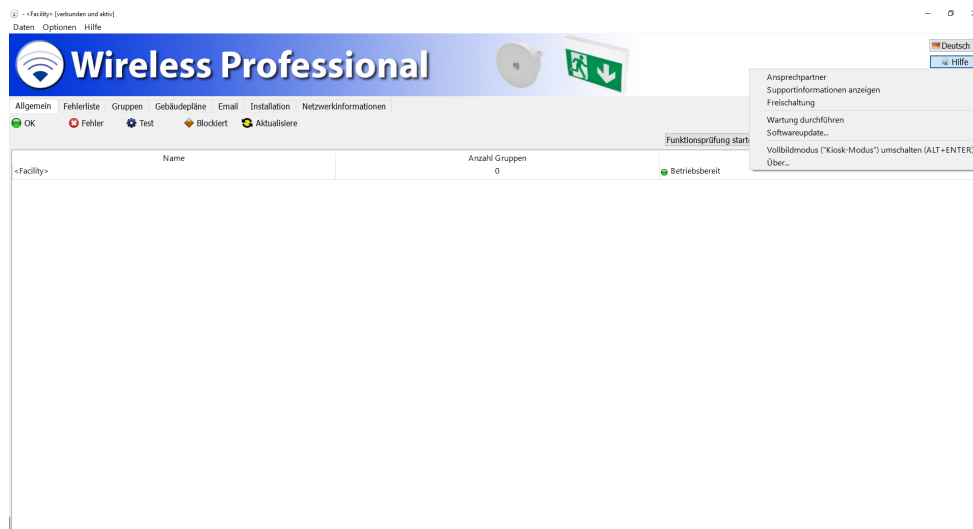 - <Facility> [verbunden und aktiv]
Daten Optionen Hilfe
Wireless Professional
Deutsch
Hilfe
Allgemein Fehlerliste Gruppen Gebäudepläne Email Installation Netzwerkinformationen
OK Fehler Test Blockiert Aktualisiere
Funktionsprüfung start
Ansprechpartner
Supportinformationen anzeigen
Freischaltung
Wartung durchführen
Softwareupdate...
Vollbildmodus ("Kiosk-Modus") umschalten (ALT+ENTER)
Über...
Name Anzahl Gruppen
<Facility> 0 Betriebsbereit